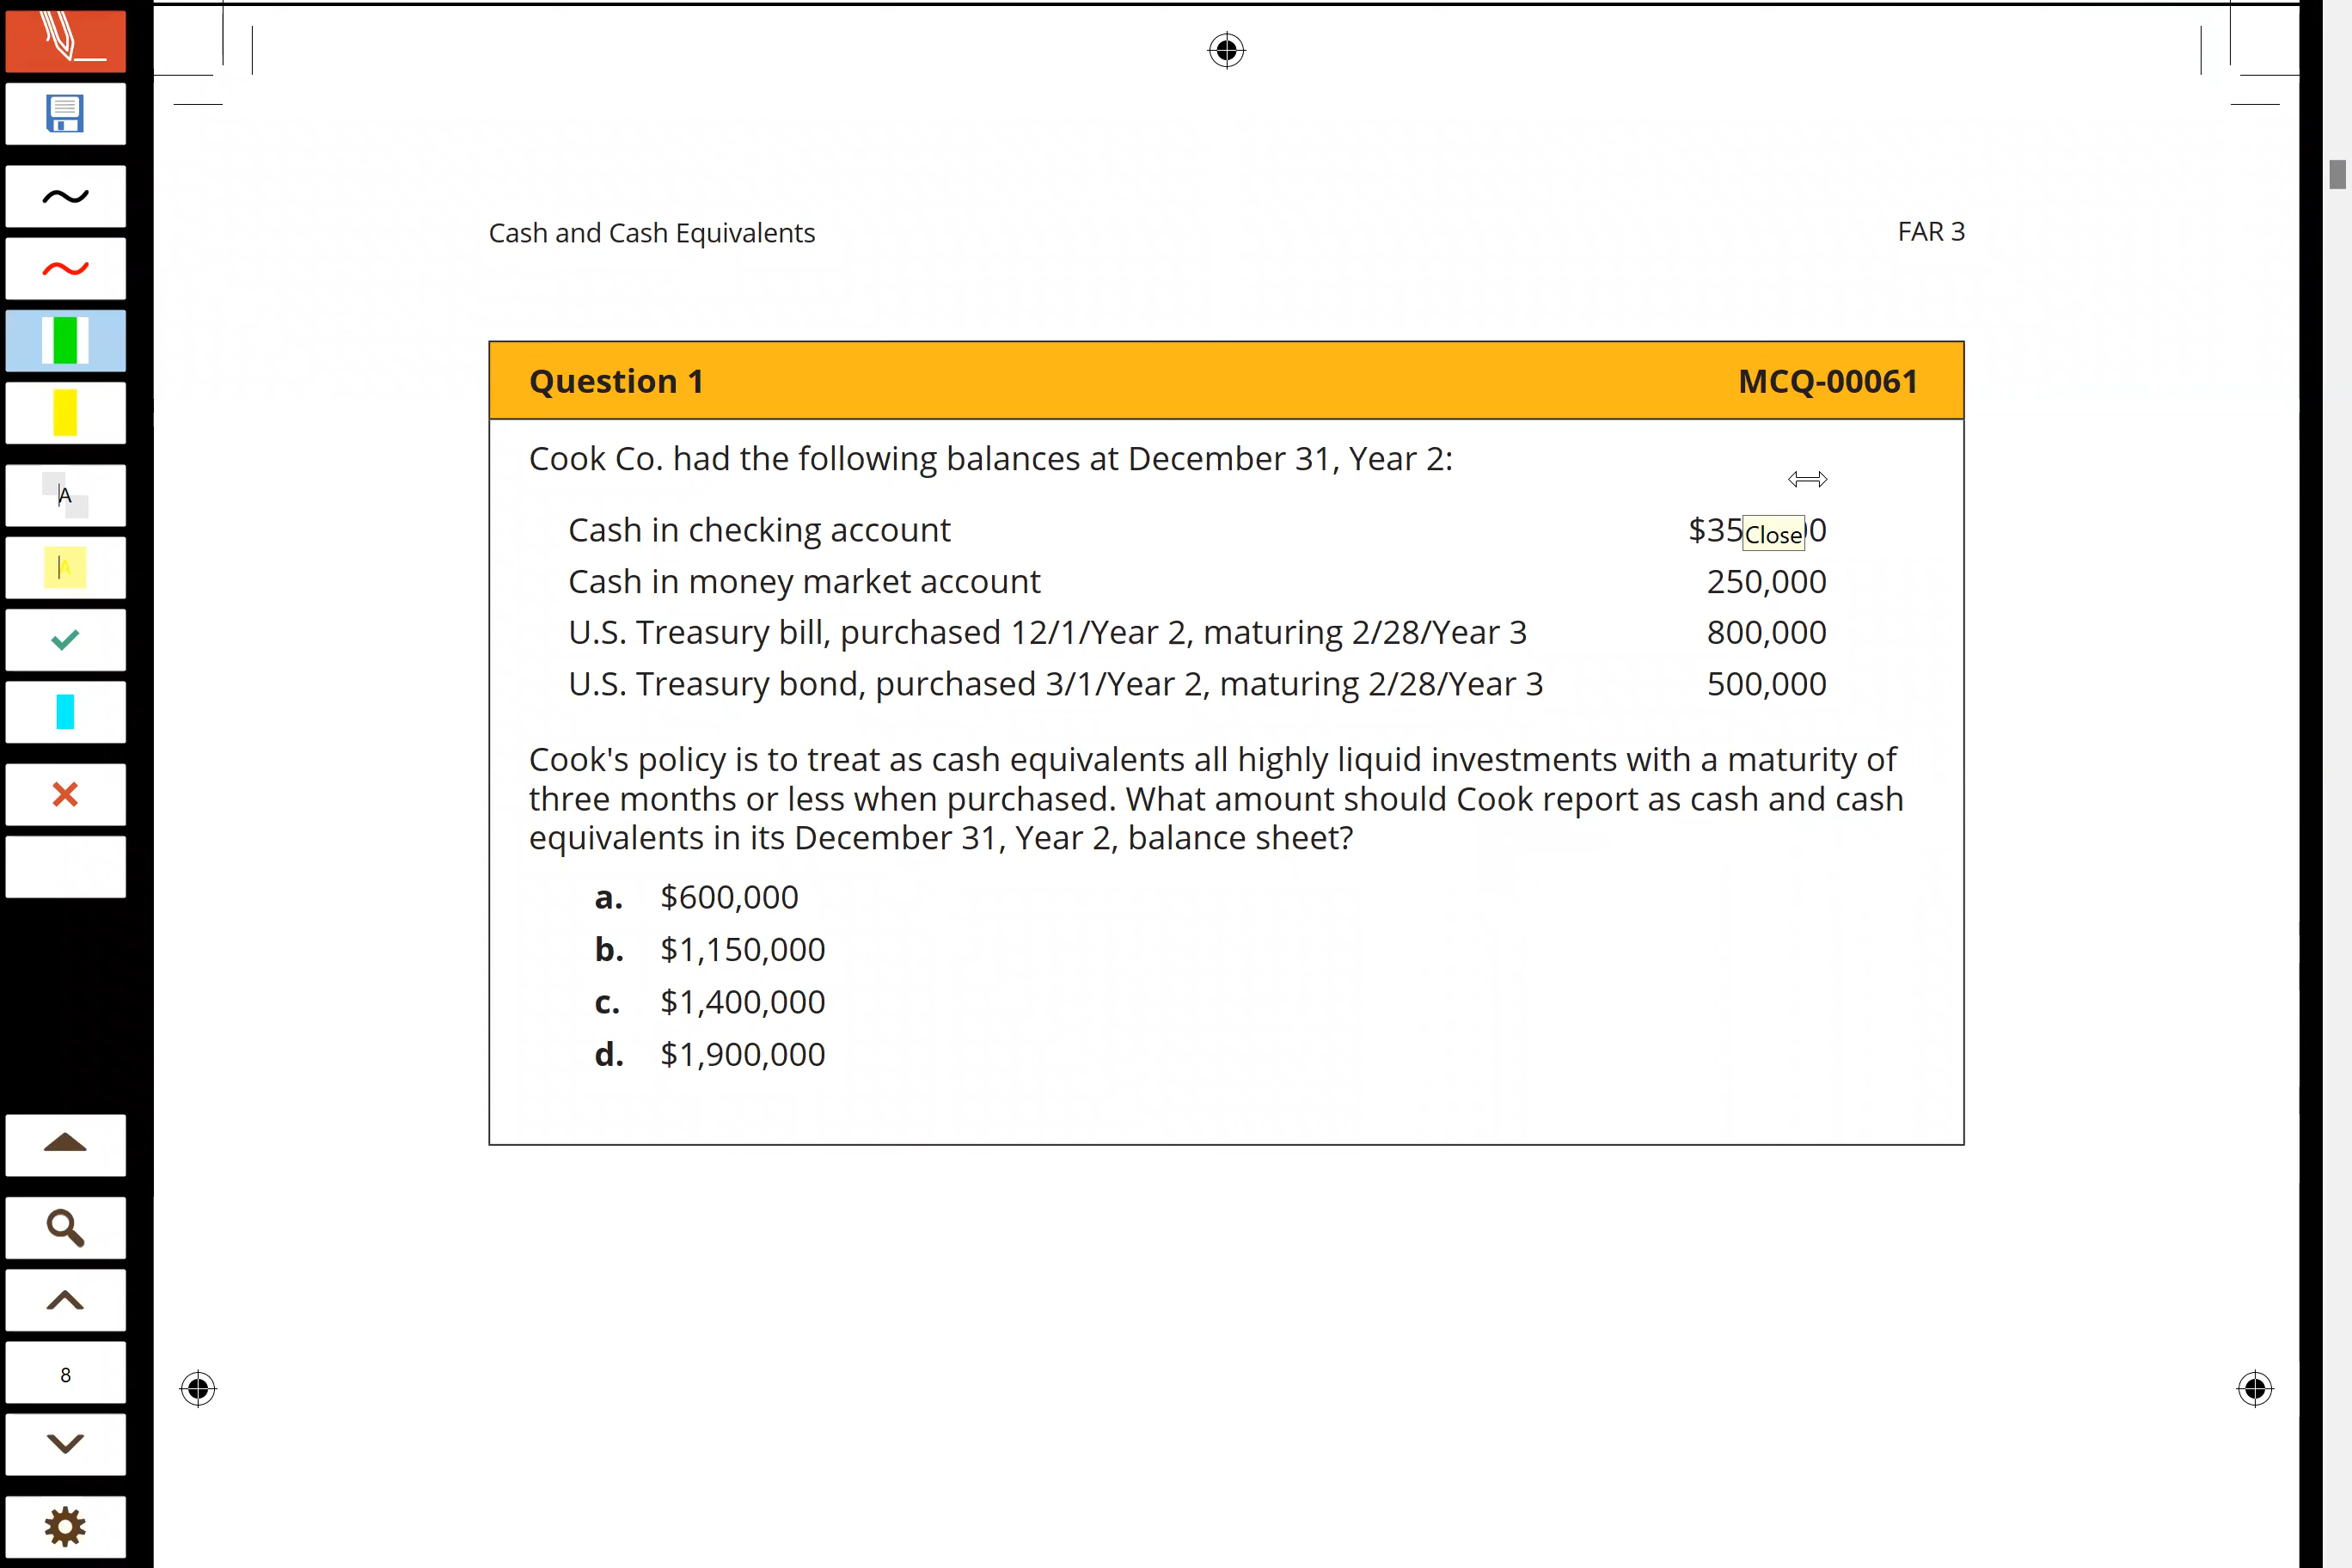 Cash and Cash Equivalents FAR 3
Question 1 MCQ-00061
Cook Co. had the following balances at December 31, Year 2:
Cash in checking account $35 Close 0
Cash in money market account 250,000
U.S. Treasury bill, purchased 12/1/Year 2, maturing 2/28/Year 3 800,000
U.S. Treasury bond, purchased 3/1/Year 2, maturing 2/28/Year 3 500,000
Cook's policy is to treat as cash equivalents all highly liquid investments with a maturity of
three months or less when purchased. What amount should Cook report as cash and cash
equivalents in its December 31, Year 2, balance sheet?
a. $600,000
b. $1,150,000
c. $1,400,000
d. $1,900,000
A
A
8